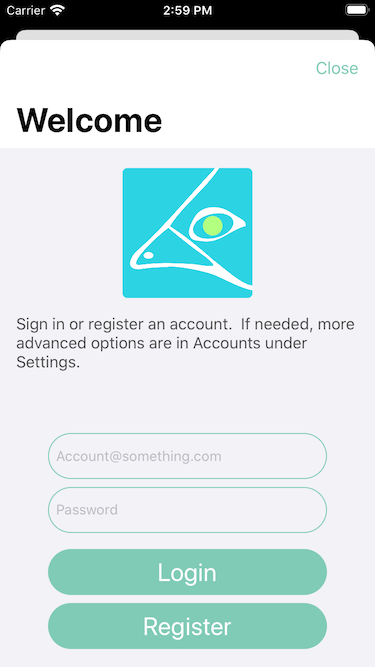 Carrier 2:59 PM
Close
Welcome
Sign in or register an account.  If needed, more
advanced options are in Accounts under
Settings.
Account@something.com
Password
Login
Register